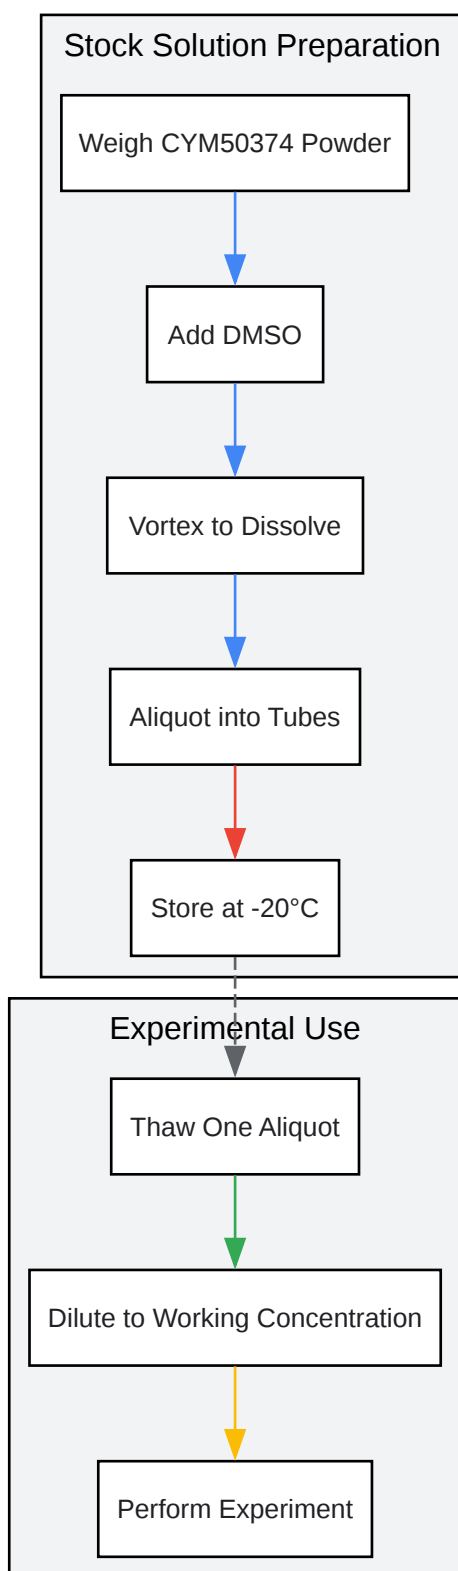 Stock Solution Preparation
Weigh CYM50374 Powder
Add DMSO
Vortex to Dissolve
Aliquot into Tubes
Store at -20°C
Experimental Use
Thaw One Aliquot
Dilute to Working Concentration
Perform Experiment